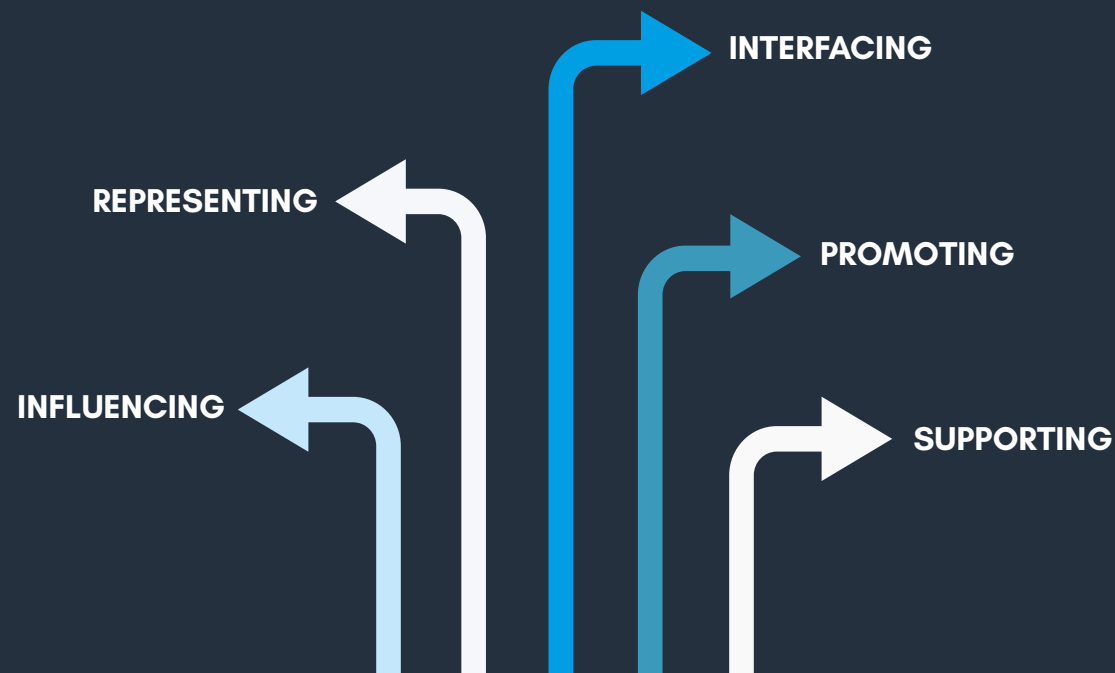 INTERFACING
REPRESENTING
PROMOTING
INFLUENCING
SUPPORTING